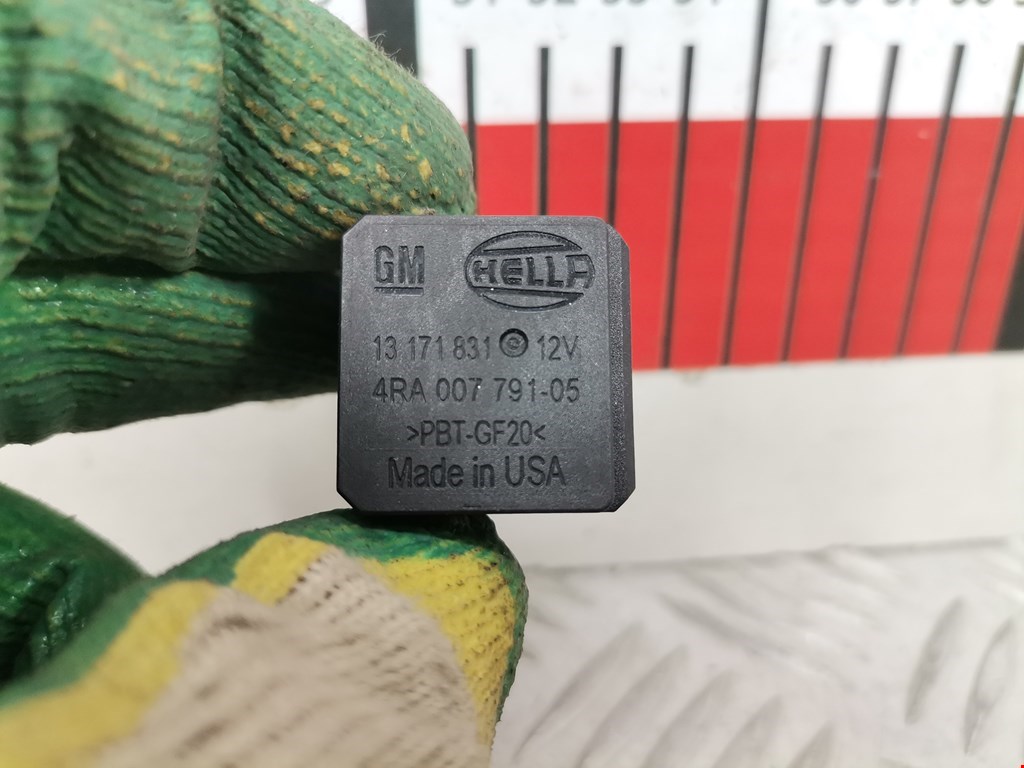 GM HELLA
13 171 831 12V
4RA 007 791-05
>PBT-GF20<
Made in USA